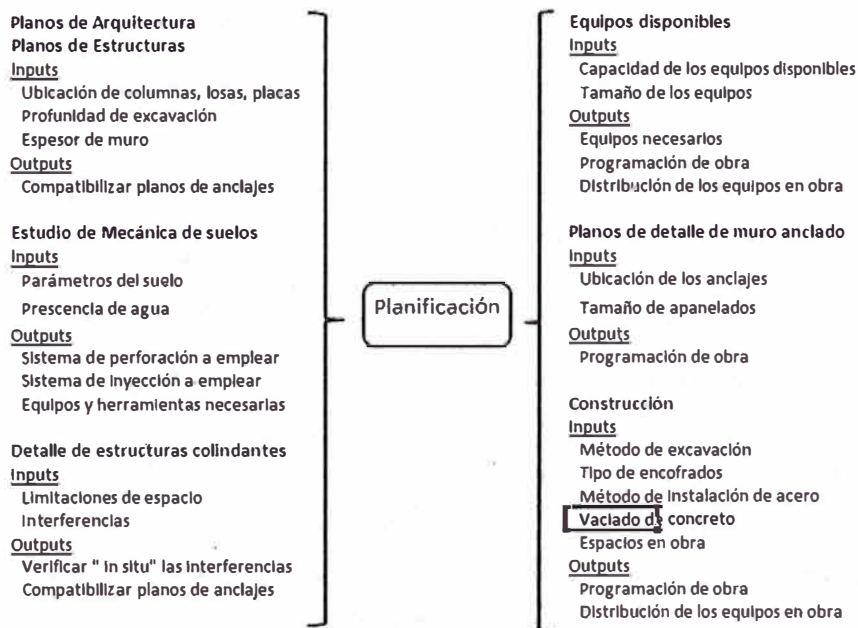 Planos de Arquitectura
Planos de Estructuras
Inputs
Ubicación de columnas, losas, placas
Profunidad de excavación
Espesor de muro
Outputs
Compatibilizar planos de anclajes
Estudio de Mecánica de suelos
Inputs
Parámetros del suelo
Prescencia de agua
Outputs
Sistema de perforación a emplear
Sistema de inyección a emplear
Equipos y herramientas necesarias
Detalle de estructuras colindantes
Inputs
Limitaciones de espacio
Interferencias
Outputs
Verificar " in situ" las interferencias
Compatibilizar planos de anclajes
Planificación
Equipos disponibles
Inputs
Capacidad de los equipos disponibles
Tamaño de los equipos
Outputs
Equipos necesarios
Programación de obra
Distribución de los equipos en obra
Planos de detalle de muro anclado
Inputs
Ubicación de los anclajes
Tamaño de apanelados
Outputs
Programación de obra
Construcción
Inputs
Método de excavación
Tipo de encofrados
Método de instalación de acero
Vaciado de concreto
Espacios en obra
Outputs
Programación de obra
Distribución de los equipos en obra